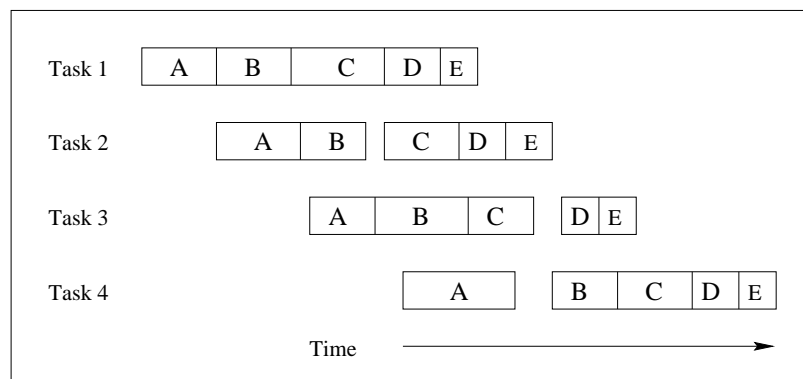 Task 1 A B C D E
Task 2 A B C D E
Task 3 A B C D E
Task 4 A B C D E
Time